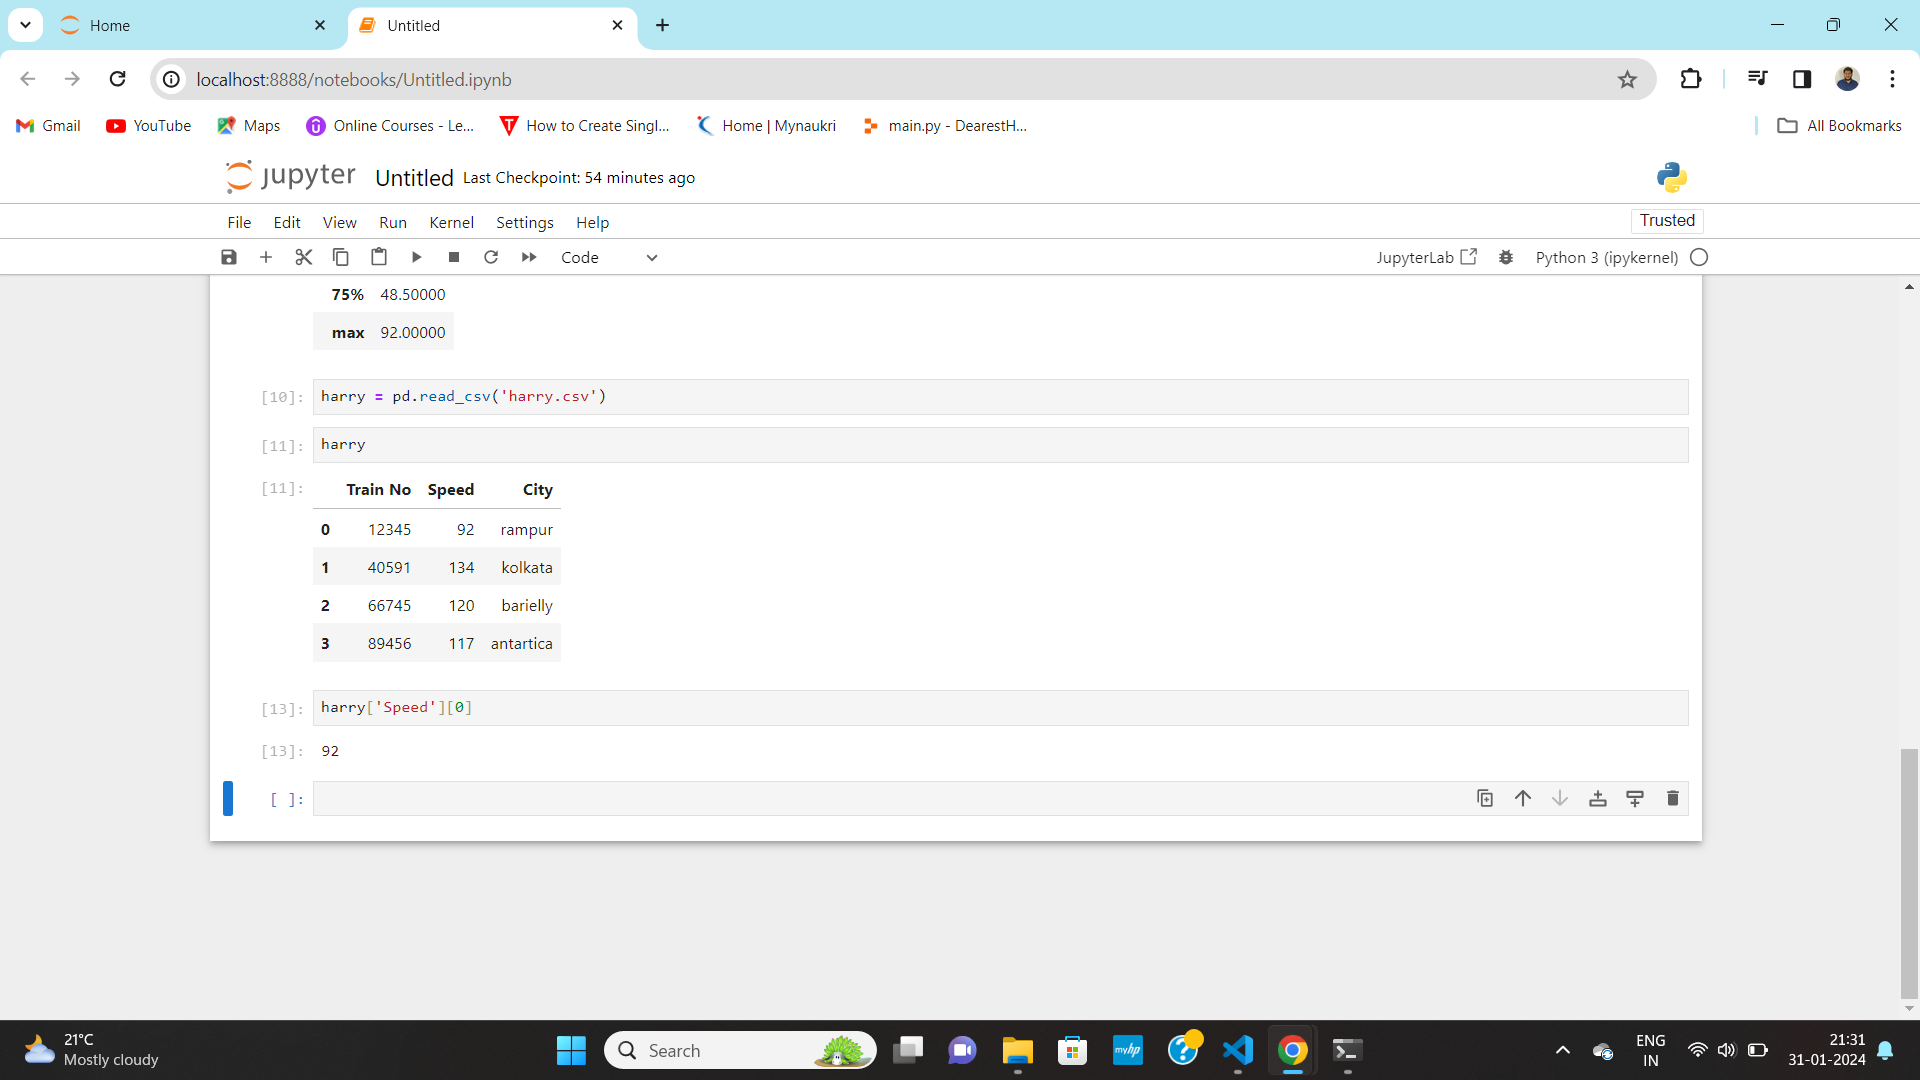 Home
Untitled
localhost:8888/notebooks/Untitled.ipynb
Gmail YouTube Maps Online Courses - Le... How to Create Singl... Home | Mynaukri main.py - DearestH... All Bookmarks
jupyter Untitled Last Checkpoint: 54 minutes ago
File Edit View Run Kernel Settings Help Trusted
Code JupyterLab Python 3 (ipykernel)
75% 48.50000
max 92.00000
[10]: harry = pd.read_csv('harry.csv')
[11]: harry
[11]: Train No Speed City
0 12345 92 rampur
1 40591 134 kolkata
2 66745 120 barielly
3 89456 117 antartica
[13]: harry['Speed'][0]
[13]: 92
[ ]:
21°C
Mostly cloudy
Search
myhp
ENG
IN
21:31
31-01-2024